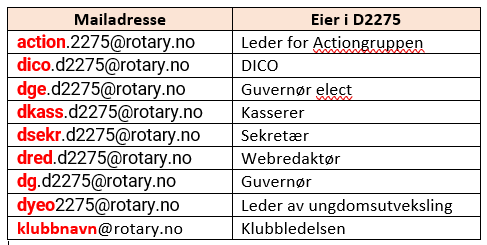 Mailadresse Eier i D2275
action.2275@rotary.no Leder for Actiongruppen
dico.d2275@rotary.no DICO
dge.d2275@rotary.no Guvernør elect
dkass.d2275@rotary.no Kasserer
dsekr.d2275@rotary.no Sekretær
dred.d2275@rotary.no Webredaktør
dg.d2275@rotary.no Guvernør
dyeo2275@rotary.no Leder av ungdomsutveksling
klubbnavn@rotary.no Klubbledelsen